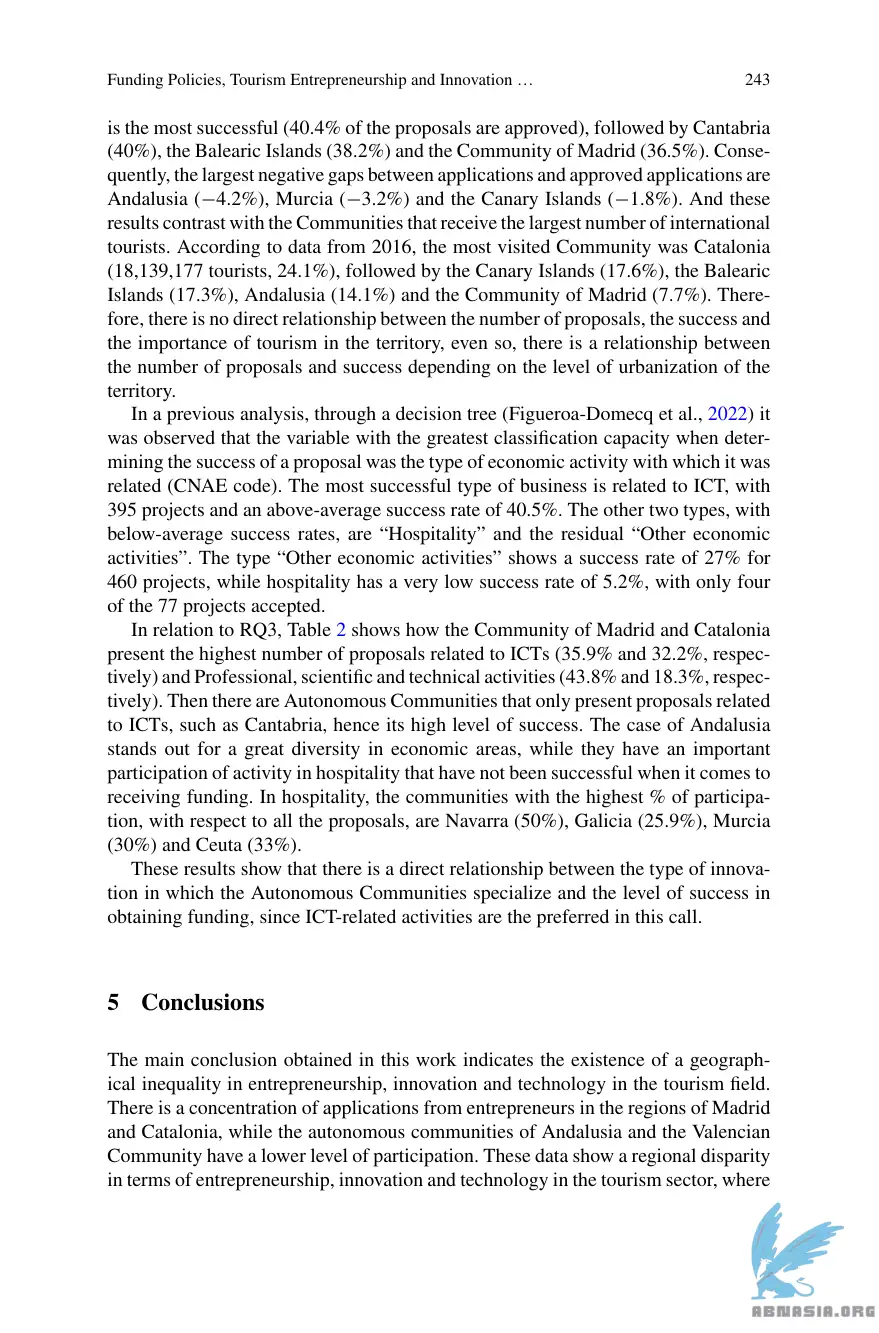 Funding Policies, Tourism Entrepreneurship and Innovation … 243
is the most successful (40.4% of the proposals are approved), followed by Cantabria
(40%), the Balearic Islands (38.2%) and the Community of Madrid (36.5%). Conse-
quently, the largest negative gaps between applications and approved applications are
Andalusia (−4.2%), Murcia (−3.2%) and the Canary Islands (−1.8%). And these
results contrast with the Communities that receive the largest number of international
tourists. According to data from 2016, the most visited Community was Catalonia
(18,139,177 tourists, 24.1%), followed by the Canary Islands (17.6%), the Balearic
Islands (17.3%), Andalusia (14.1%) and the Community of Madrid (7.7%). There-
fore, there is no direct relationship between the number of proposals, the success and
the importance of tourism in the territory, even so, there is a relationship between
the number of proposals and success depending on the level of urbanization of the
territory.
In a previous analysis, through a decision tree (Figueroa-Domecq et al., 2022) it
was observed that the variable with the greatest classification capacity when deter-
mining the success of a proposal was the type of economic activity with which it was
related (CNAE code). The most successful type of business is related to ICT, with
395 projects and an above-average success rate of 40.5%. The other two types, with
below-average success rates, are “Hospitality” and the residual “Other economic
activities”. The type “Other economic activities” shows a success rate of 27% for
460 projects, while hospitality has a very low success rate of 5.2%, with only four
of the 77 projects accepted.
In relation to RQ3, Table 2 shows how the Community of Madrid and Catalonia
present the highest number of proposals related to ICTs (35.9% and 32.2%, respec-
tively) and Professional, scientific and technical activities (43.8% and 18.3%, respec-
tively). Then there are Autonomous Communities that only present proposals related
to ICTs, such as Cantabria, hence its high level of success. The case of Andalusia
stands out for a great diversity in economic areas, while they have an important
participation of activity in hospitality that have not been successful when it comes to
receiving funding. In hospitality, the communities with the highest % of participa-
tion, with respect to all the proposals, are Navarra (50%), Galicia (25.9%), Murcia
(30%) and Ceuta (33%).
These results show that there is a direct relationship between the type of innova-
tion in which the Autonomous Communities specialize and the level of success in
obtaining funding, since ICT-related activities are the preferred in this call.
5 Conclusions
The main conclusion obtained in this work indicates the existence of a geograph-
ical inequality in entrepreneurship, innovation and technology in the tourism field.
There is a concentration of applications from entrepreneurs in the regions of Madrid
and Catalonia, while the autonomous communities of Andalusia and the Valencian
Community have a lower level of participation. These data show a regional disparity
in terms of entrepreneurship, innovation and technology in the tourism sector, where
ABNASIA.ORG